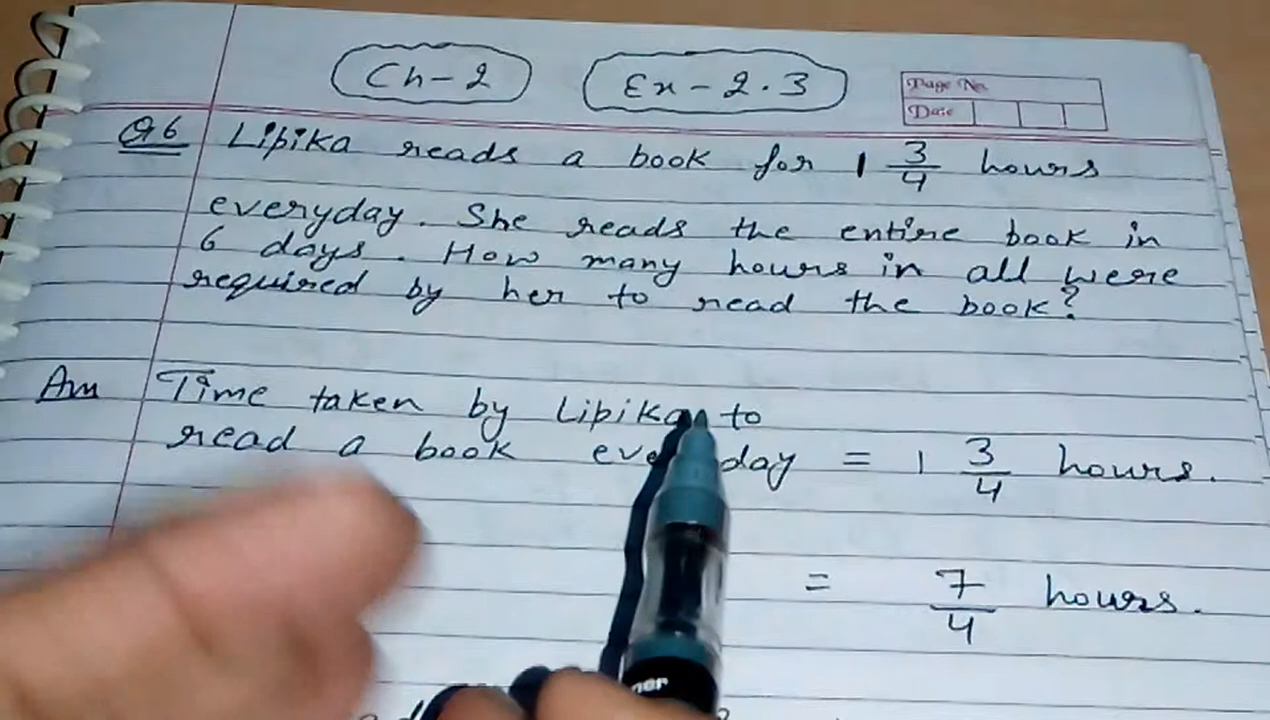 Ch-2 Ex-2.3
Page No.
Date
Q6 Lipika reads a book for 1 3/4 hours
everyday. She reads the entire book in
6 days. How many hours in all were
required by her to read the book?
Ans Time taken by Lipika to
read a book everyday = 1 3/4 hours.
= 7/4 hours.